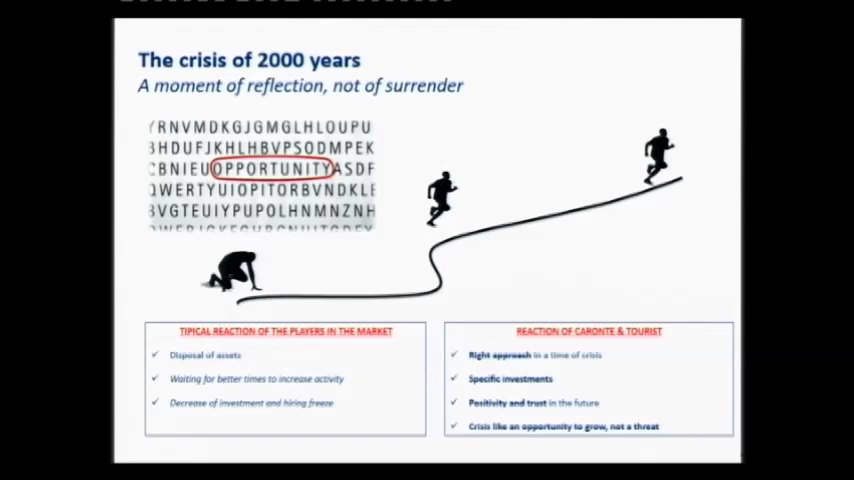 The crisis of 2000 years
A moment of reflection, not of surrender
YRNVMDKGJGMGLHLOUPU
BHDUFJKHLHBVPSODMPEK
CBNIEUOPPORTUNITYASDF
QWERTYUIOPITORBVNDKLE
BVGTEUIYPUPOLHNMNZNH
TIPICAL REACTION OF THE PLAYERS IN THE MARKET
✓ Disposal of assets
✓ Waiting for better times to increase activity
✓ Decrease of investment and hiring freeze
REACTION OF CARONTE & TOURIST
✓ Right approach in a time of crisis
✓ Specific investments
✓ Positivity and trust in the future
✓ Crisis like an opportunity to grow, not a threat